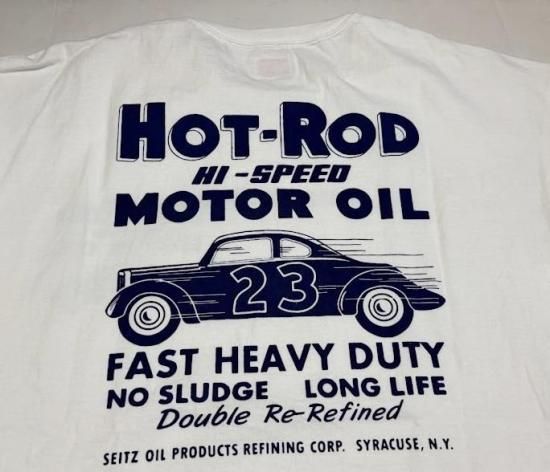 HOT-ROD
HI-SPEED
MOTOR OIL
23
FAST HEAVY DUTY
NO SLUDGE LONG LIFE
Double Re-Refined
SEITZ OIL PRODUCTS REFINING CORP. SYRACUSE, N.Y.